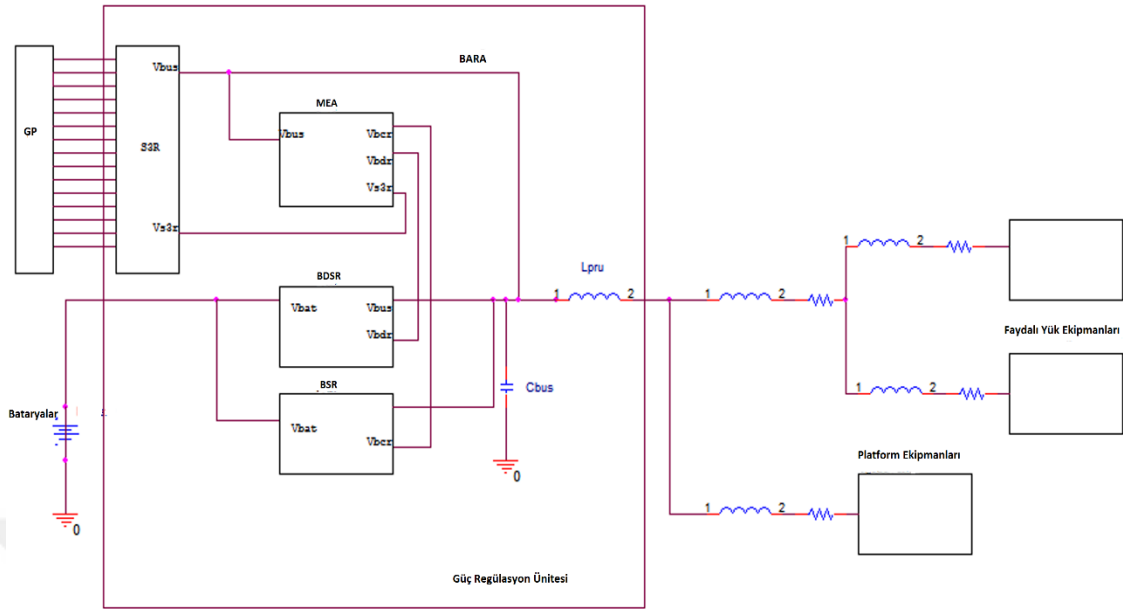 BARA
GP
Vbus
S3R
Vs3r
MEA
Vbus
Vbcr
Vbdr
Vs3r
BDSR
Vbat
Vbus
Vbdr
BSR
Vbat
Vbcr
Bataryalar
0
Cbus
0
Lpru
1 2
1 2
1 2
1 2
1 2
Faydalı Yük Ekipmanları
Platform Ekipmanları
Güç Regülasyon Ünitesi